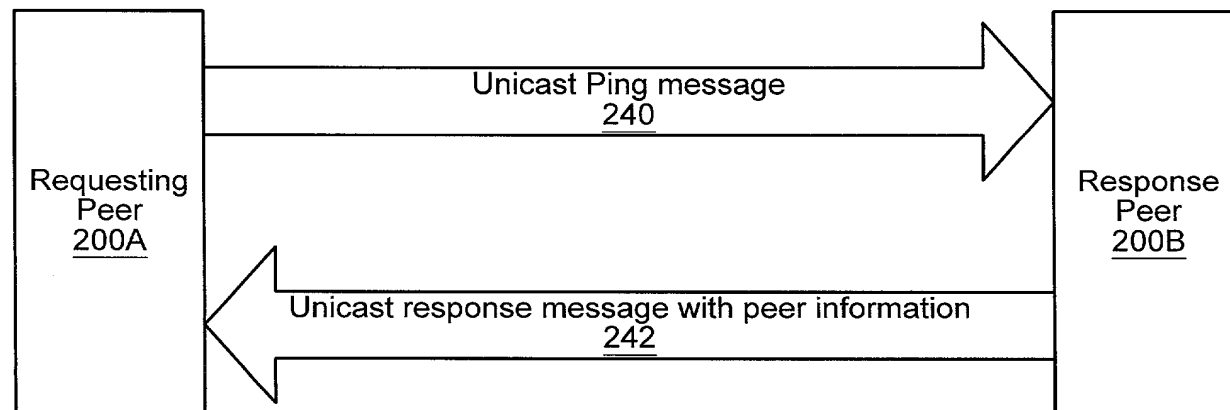 Unicast Ping message
240
Requesting
Peer
200A
Response
Peer
200B
Unicast response message with peer information
242